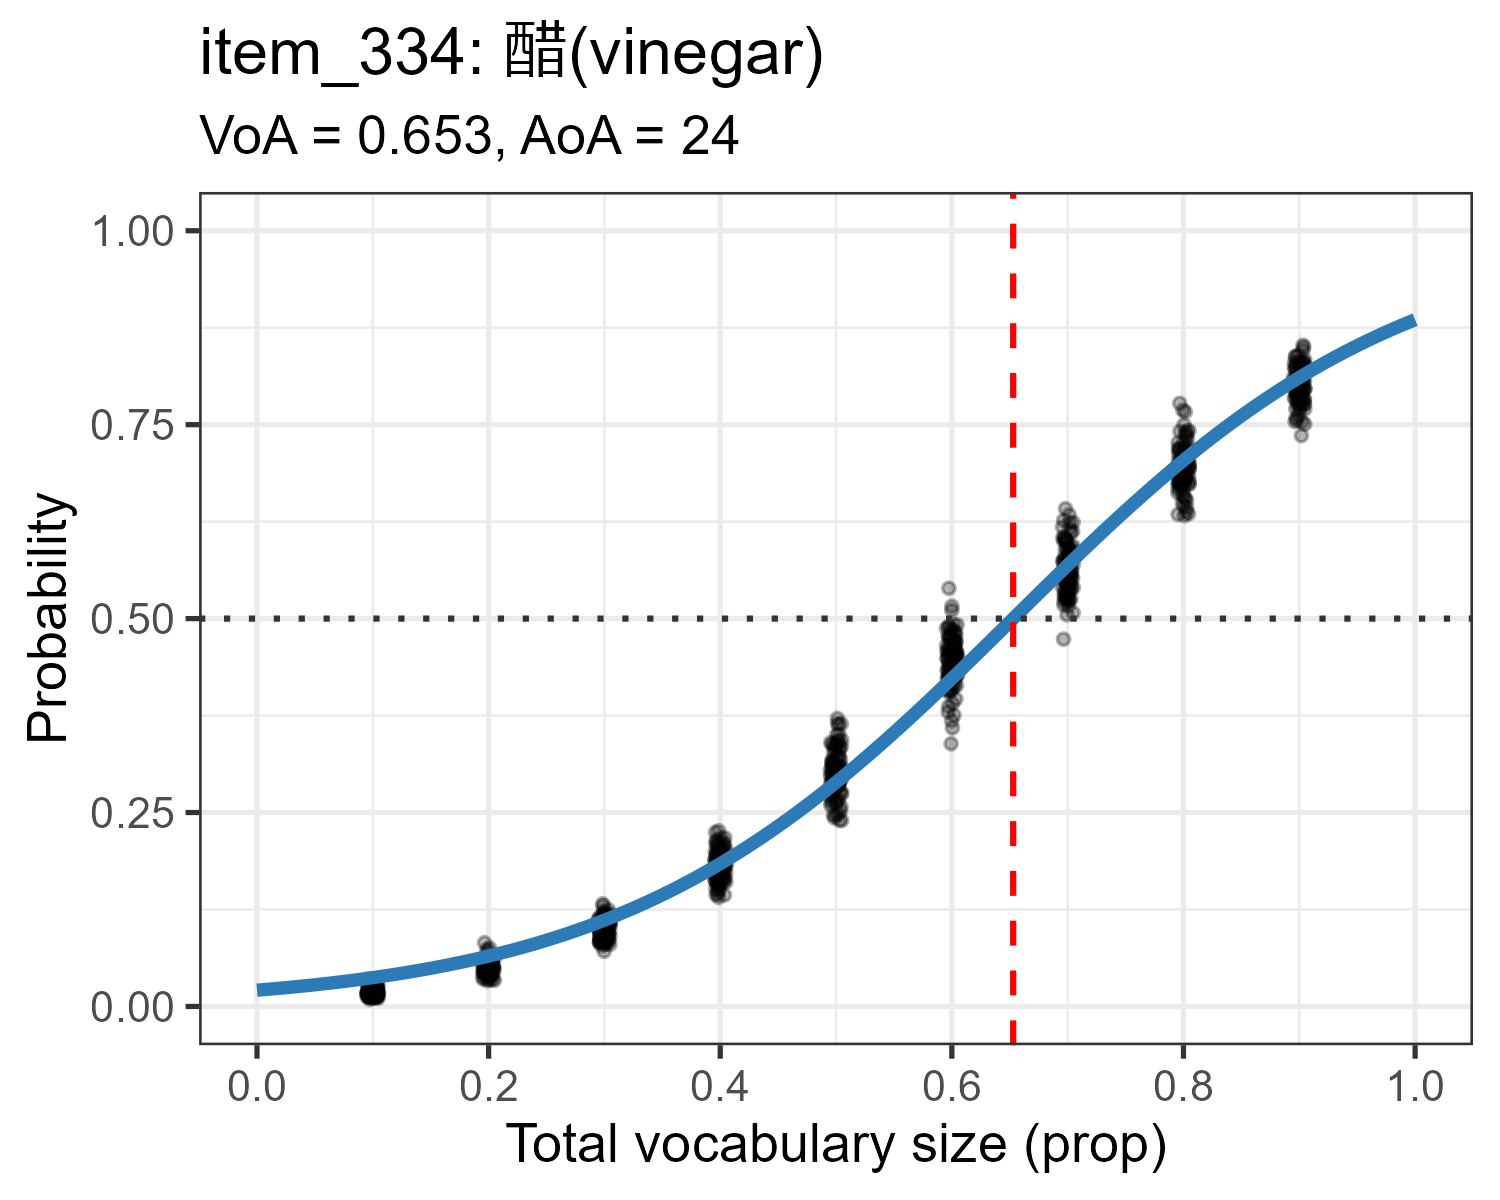 item_334: 醋(vinegar)
VoA = 0.653, AoA = 24
1.00
0.75
0.50
0.25
0.00
Probability
0.0 0.2 0.4 0.6 0.8 1.0
Total vocabulary size (prop)